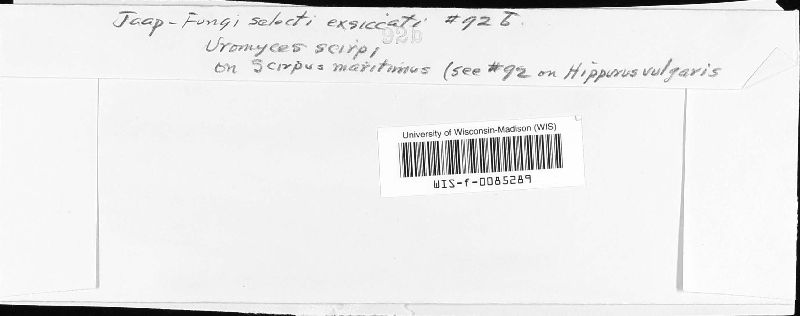 Jaap - Fungi selecti exsiccati #92 b.
92b
Uromyces scirpi
on Scirpus maritimus (see #92 on Hippurus vulgaris
University of Wisconsin-Madison (WIS)
WIS-f-0085289